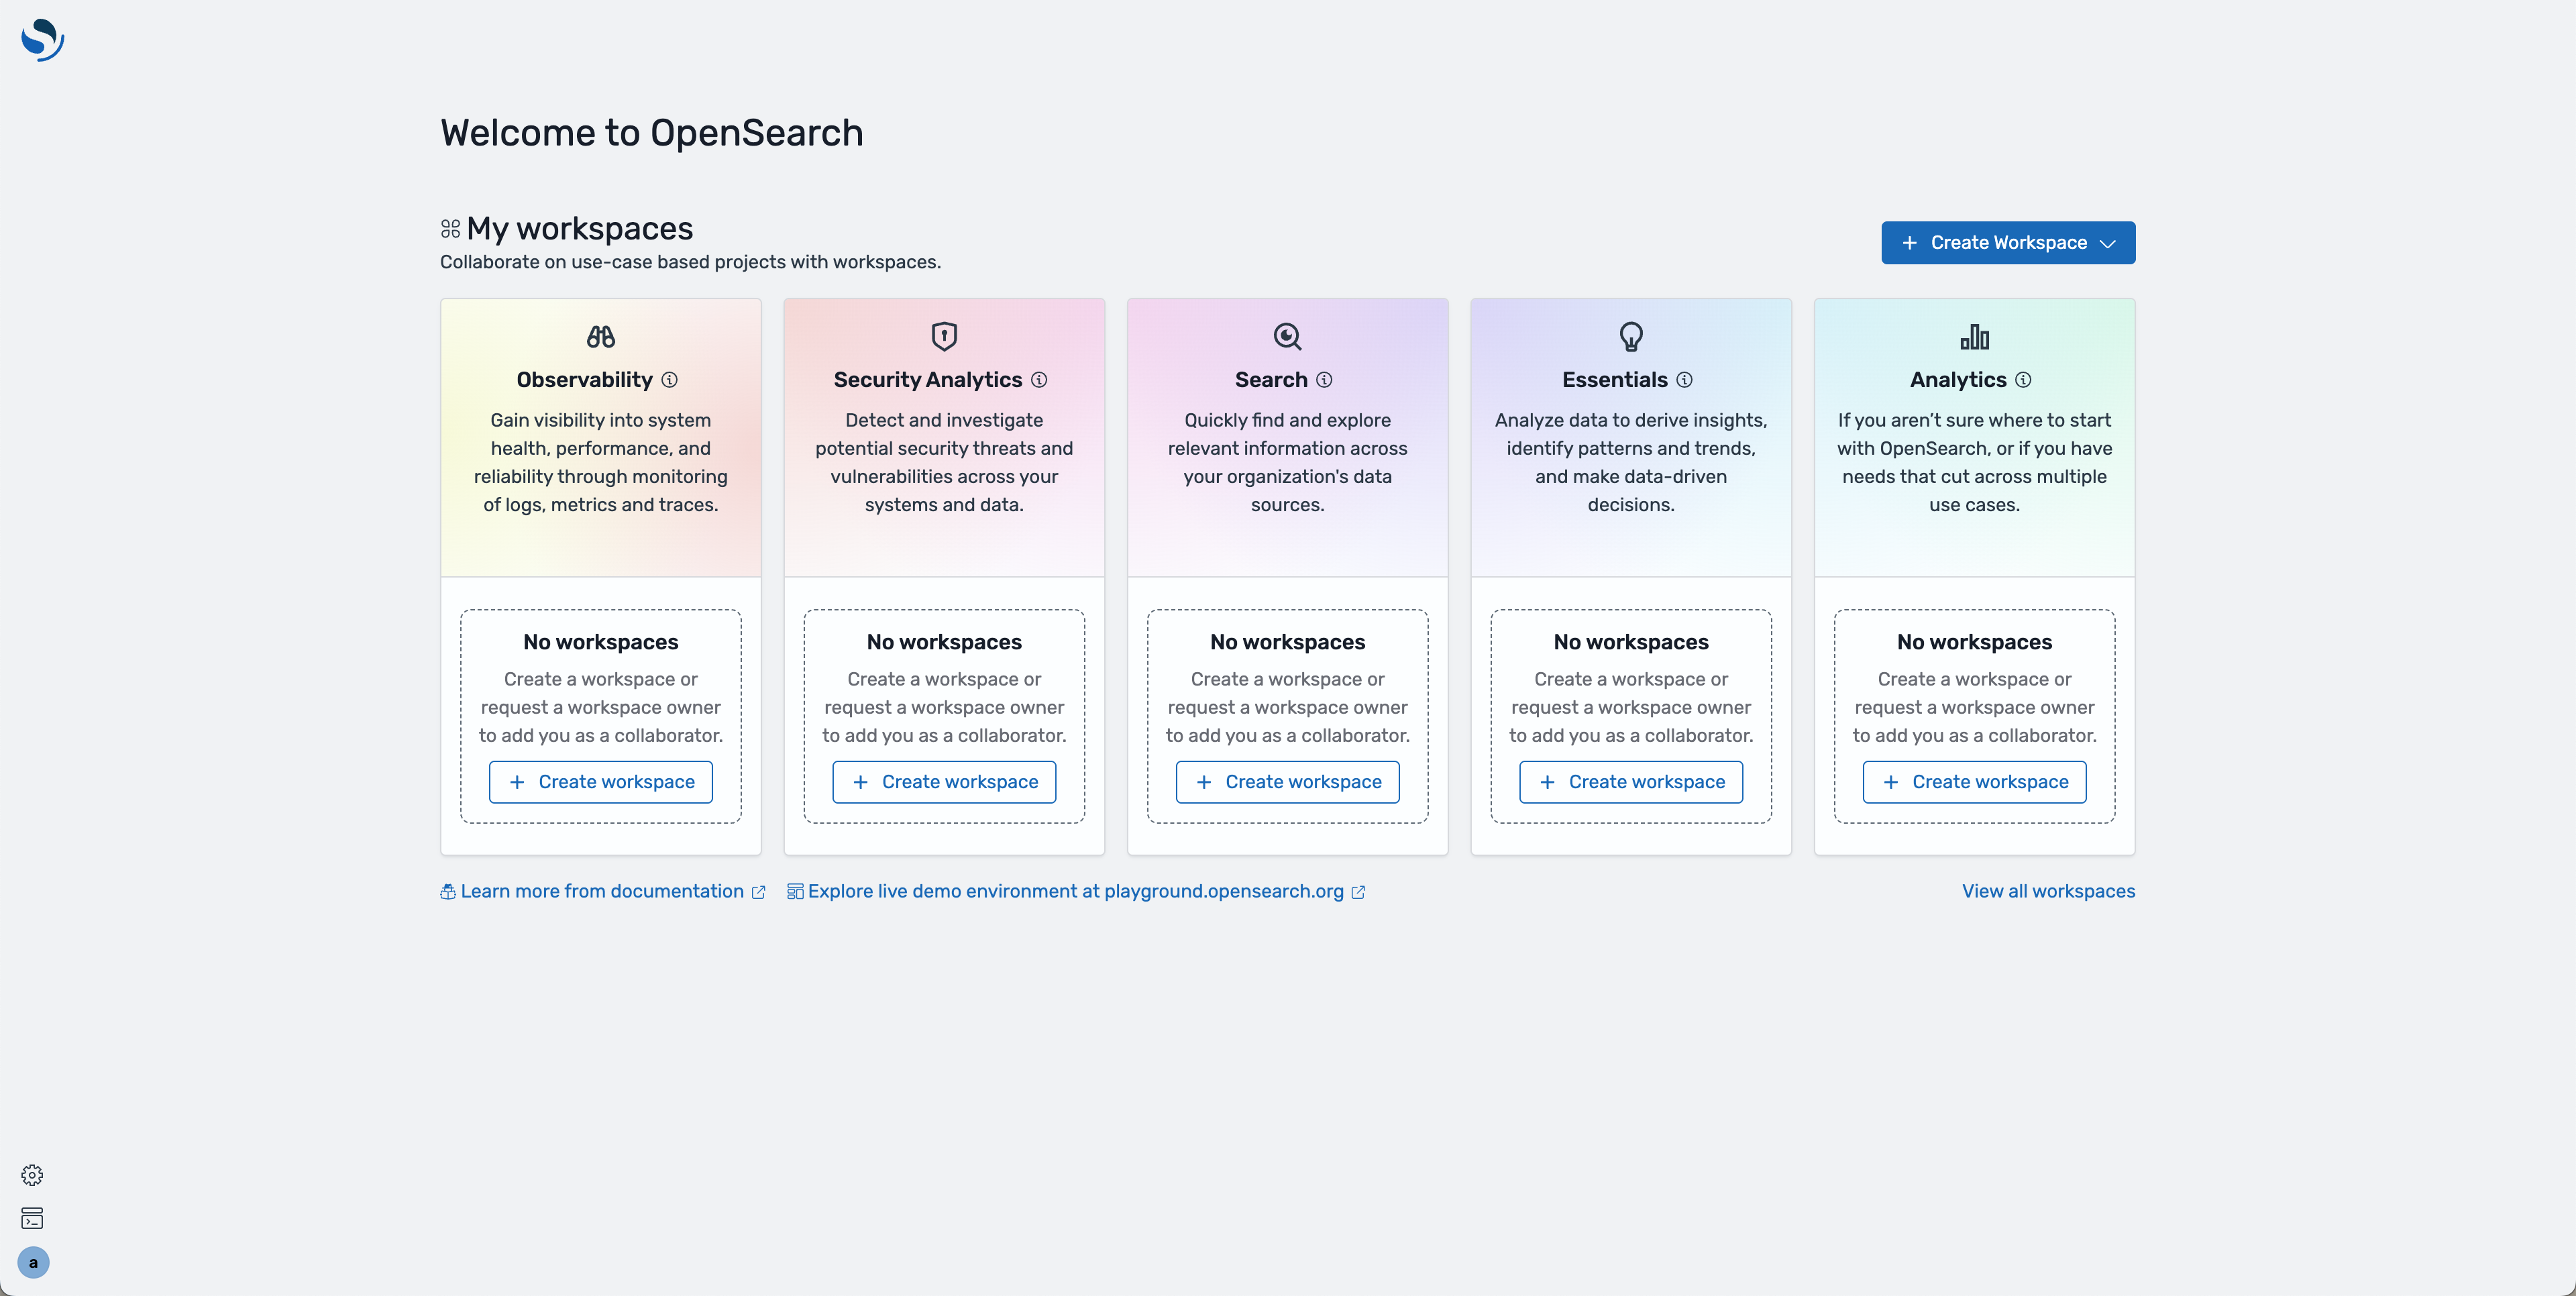 Welcome to OpenSearch
My workspaces
Collaborate on use-case based projects with workspaces.
Create Workspace
Observability
Gain visibility into system
health, performance, and
reliability through monitoring
of logs, metrics and traces.
No workspaces
Create a workspace or
request a workspace owner
to add you as a collaborator.
Create workspace
Security Analytics
Detect and investigate
potential security threats and
vulnerabilities across your
systems and data.
No workspaces
Create a workspace or
request a workspace owner
to add you as a collaborator.
Create workspace
Search
Quickly find and explore
relevant information across
your organization's data
sources.
No workspaces
Create a workspace or
request a workspace owner
to add you as a collaborator.
Create workspace
Essentials
Analyze data to derive insights,
identify patterns and trends,
and make data-driven
decisions.
No workspaces
Create a workspace or
request a workspace owner
to add you as a collaborator.
Create workspace
Analytics
If you aren’t sure where to start
with OpenSearch, or if you have
needs that cut across multiple
use cases.
No workspaces
Create a workspace or
request a workspace owner
to add you as a collaborator.
Create workspace
Learn more from documentation
Explore live demo environment at playground.opensearch.org
View all workspaces
a